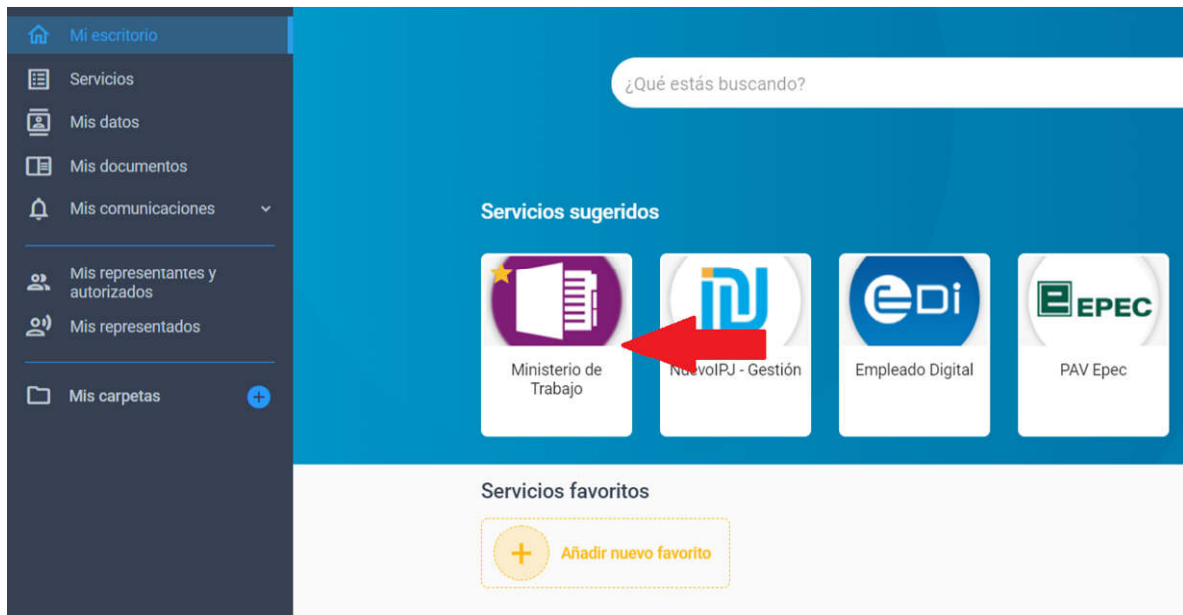 Mi escritorio
Servicios
Mis datos
Mis documentos
Mis comunicaciones
Mis representantes y
autorizados
Mis representados
Mis carpetas
¿Qué estás buscando?
Servicios sugeridos
Ministerio de
Trabajo
NuevoIPJ - Gestión
eDi
Empleado Digital
EPEC
PAV Epec
Servicios favoritos
Añadir nuevo favorito